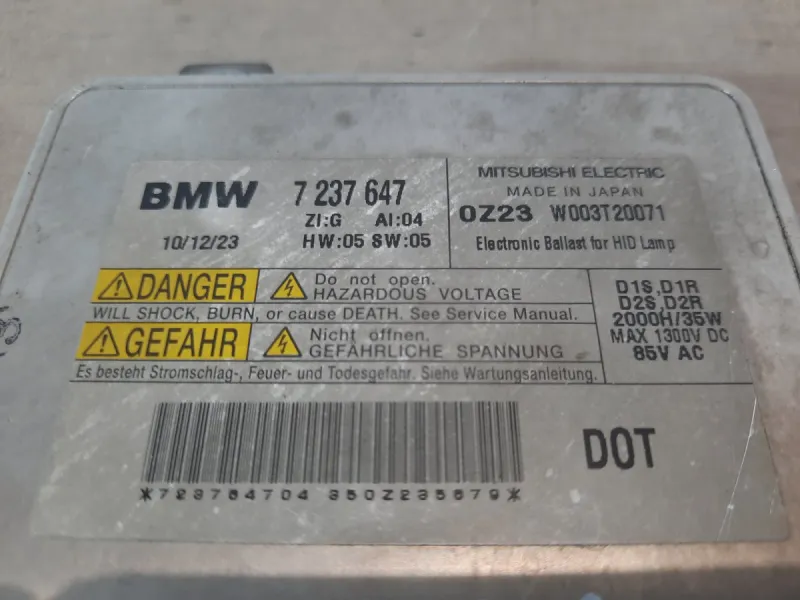 BMW 7 237 647
ZI:G AI:04
10/12/23 HW:05 SW:05
MITSUBISHI ELECTRIC
MADE IN JAPAN
0Z23 W003T20071
Electronic Ballast for HID Lamp
DANGER Do not open.
HAZARDOUS VOLTAGE
WILL SHOCK, BURN, or cause DEATH. See Service Manual.
GEFAHR Nicht öffnen.
GEFÄHRLICHE SPANNUNG
Es besteht Stromschlag-, Feuer- und Todesgefahr. Siehe Wartungsanleitung.
D1S, D1R
D2S, D2R
2000H/35W
MAX 1300V DC
85V AC
DOT
*723764704 350Z235679*